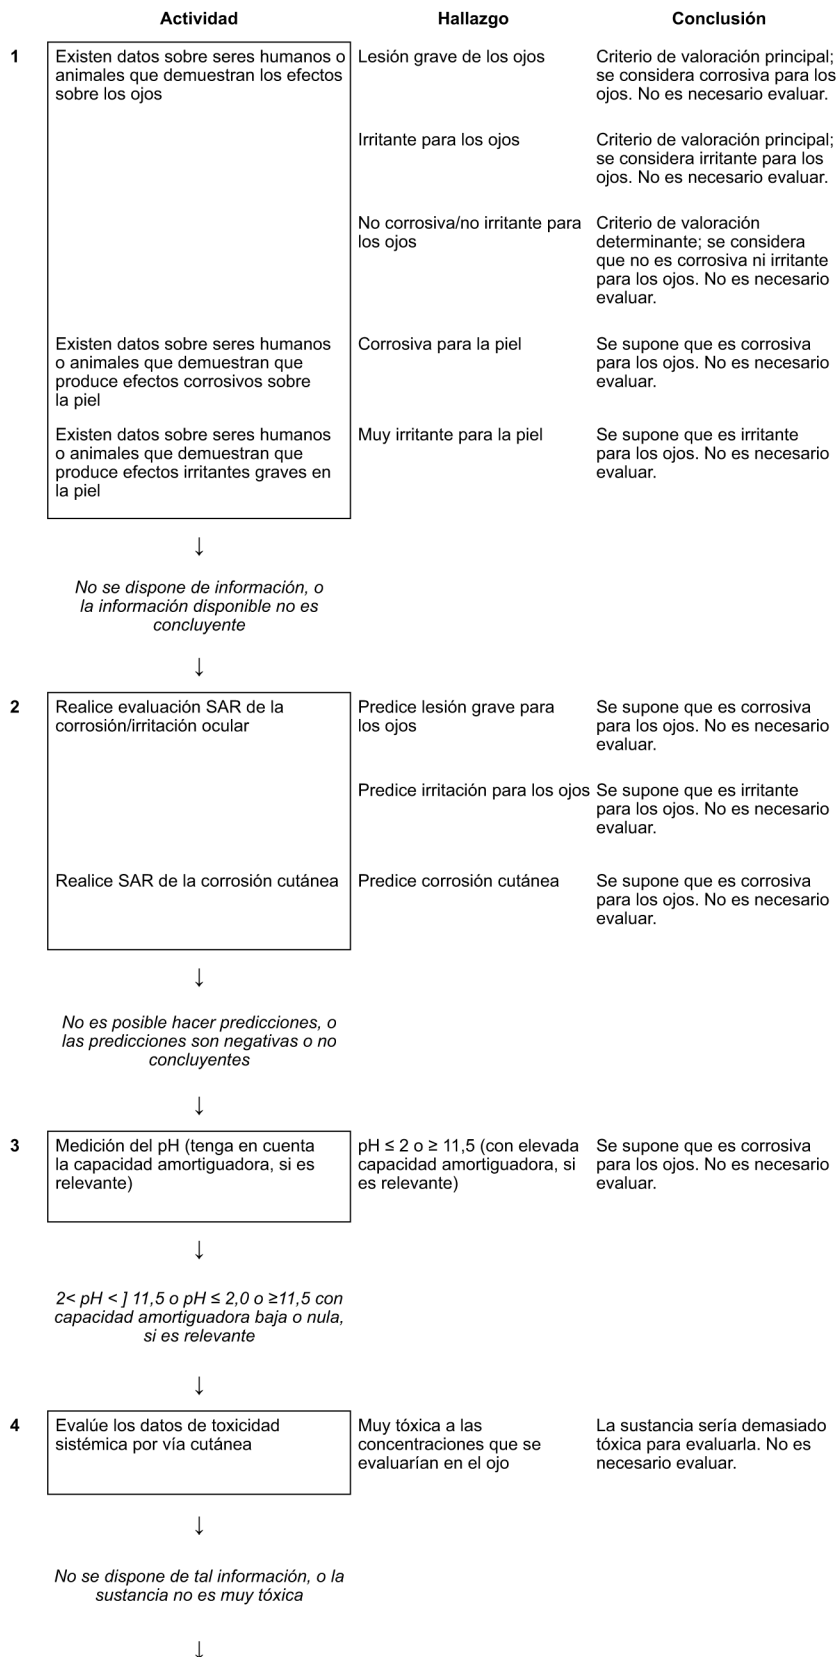 Actividad Hallazgo Conclusión
1 Existen datos sobre seres humanos o Lesión grave de los ojos Criterio de valoración principal;
animales que demuestran los efectos se considera corrosiva para los
sobre los ojos ojos. No es necesario evaluar.
Irritante para los ojos Criterio de valoración principal;
se considera irritante para los
ojos. No es necesario evaluar.
No corrosiva/no irritante para Criterio de valoración
los ojos determinante; se considera
que no es corrosiva ni irritante
para los ojos. No es necesario
evaluar.
Existen datos sobre seres humanos Corrosiva para la piel Se supone que es corrosiva
o animales que demuestran que para los ojos. No es necesario
produce efectos corrosivos sobre evaluar.
la piel
Existen datos sobre seres humanos Muy irritante para la piel Se supone que es irritante
o animales que demuestran que para los ojos. No es necesario
produce efectos irritantes graves en evaluar.
la piel
↓
No se dispone de información, o
la información disponible no es
concluyente
↓
2 Realice evaluación SAR de la Predice lesión grave para Se supone que es corrosiva
corrosión/irritación ocular los ojos para los ojos. No es necesario
evaluar.
Predice irritación para los ojos Se supone que es irritante
para los ojos. No es necesario
evaluar.
Realice SAR de la corrosión cutánea Predice corrosión cutánea Se supone que es corrosiva
para los ojos. No es necesario
evaluar.
↓
No es posible hacer predicciones, o
las predicciones son negativas o no
concluyentes
↓
3 Medición del pH (tenga en cuenta pH ≤ 2 o ≥ 11,5 (con elevada Se supone que es corrosiva
la capacidad amortiguadora, si es capacidad amortiguadora, si para los ojos. No es necesario
relevante) es relevante) evaluar.
↓
2< pH < ] 11,5 o pH ≤ 2,0 o ≥11,5 con
capacidad amortiguadora baja o nula,
si es relevante
↓
4 Evalúe los datos de toxicidad Muy tóxica a las La sustancia sería demasiado
sistémica por vía cutánea concentraciones que se tóxica para evaluarla. No es
evaluarían en el ojo necesario evaluar.
↓
No se dispone de tal información, o la
sustancia no es muy tóxica
↓